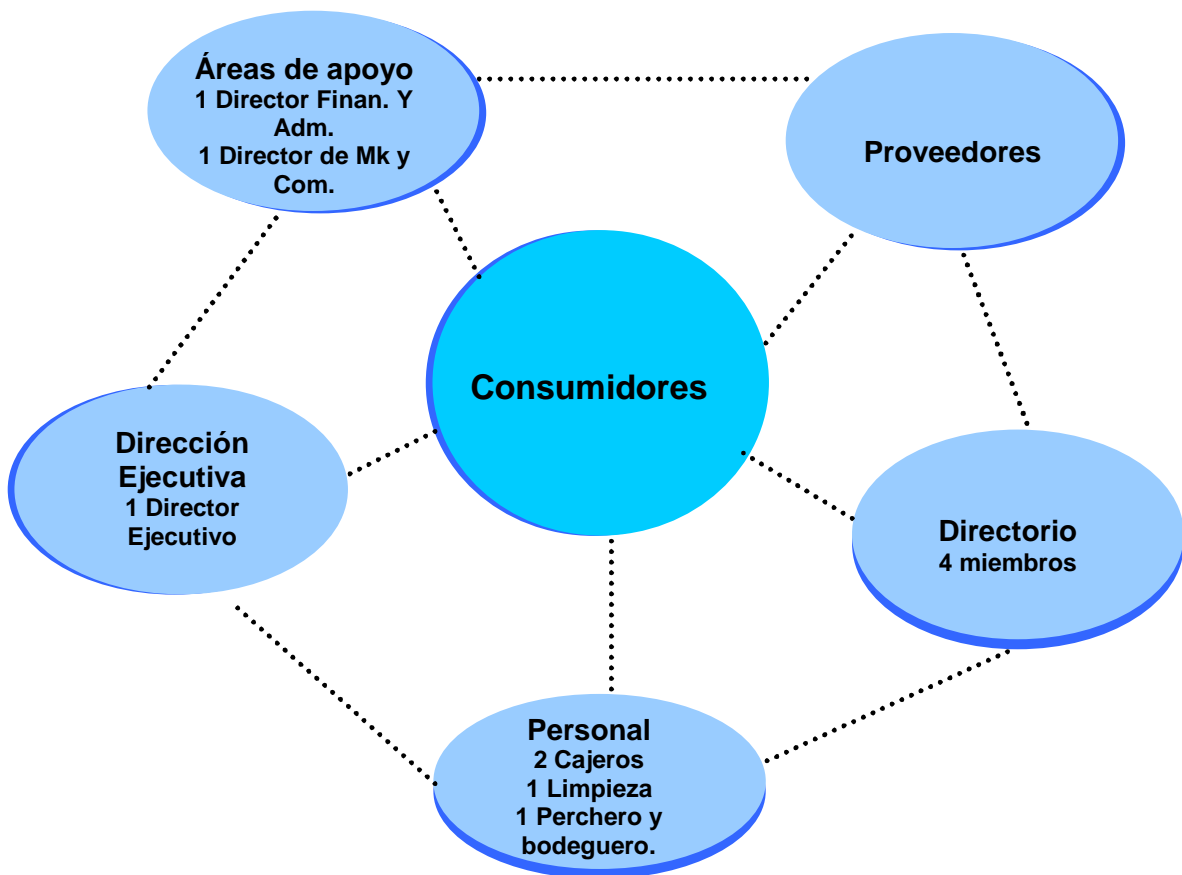 Áreas de apoyo
1 Director Finan. Y
Adm.
1 Director de Mk y
Com.
Proveedores
Consumidores
Dirección
Ejecutiva
1 Director
Ejecutivo
Directorio
4 miembros
Personal
2 Cajeros
1 Limpieza
1 Perchero y
bodeguero.